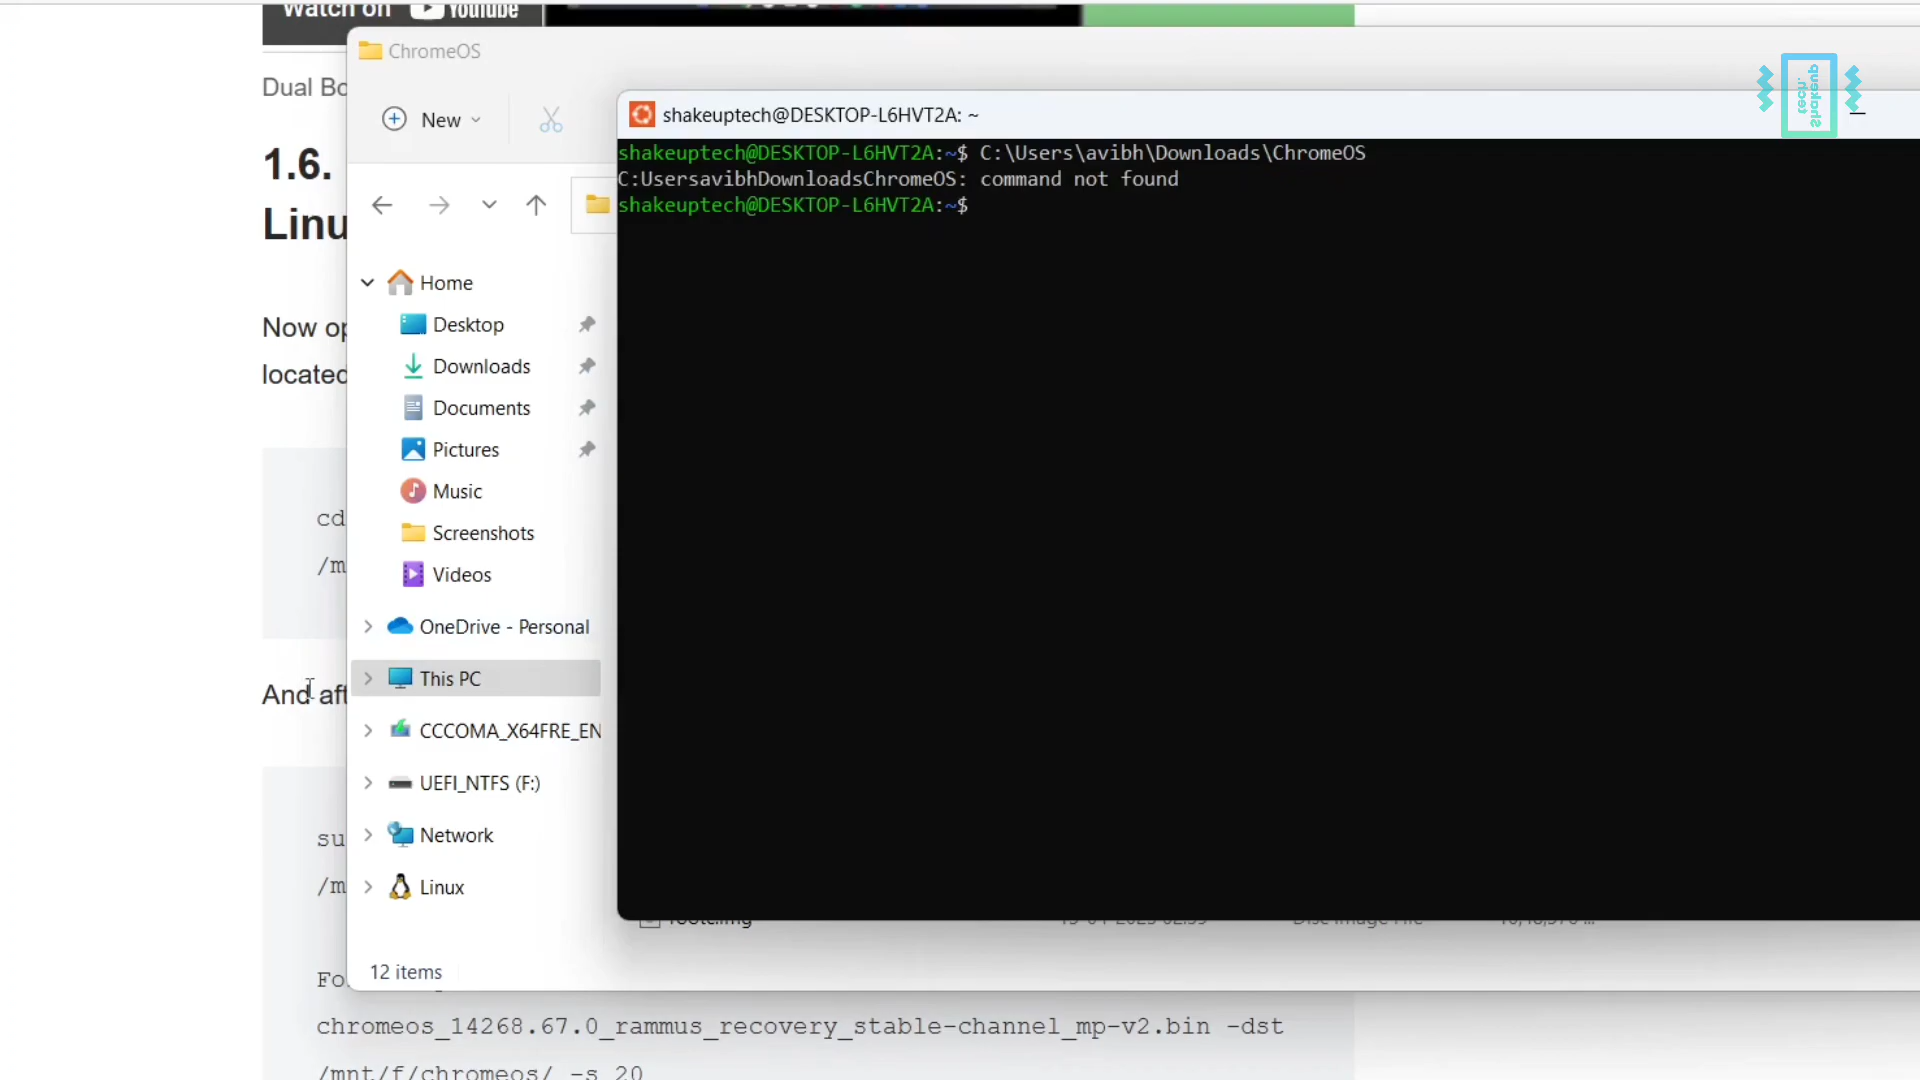 Watch on YouTube
ChromeOS
Dual Bo
New
shakeuptech@DESKTOP-L6HVT2A: ~
tech.
shakeup
shakeuptech@DESKTOP-L6HVT2A:~$ C:\Users\avibh\Downloads\ChromeOS
C:UsersavibhDownloadsChromeOS: command not found
shakeuptech@DESKTOP-L6HVT2A:~$
1.6.
Linu
Now op
located
cd
/m
And aft
su
/m
Home
Desktop
Downloads
Documents
Pictures
Music
Screenshots
Videos
OneDrive - Personal
This PC
CCCOMA_X64FRE_EN
UEFI_NTFS (F:)
Network
Linux
12 items
Fo
chromeos_14268.67.0_rammus_recovery_stable-channel_mp-v2.bin -dst
/mnt/f/chromeos/ -s 20